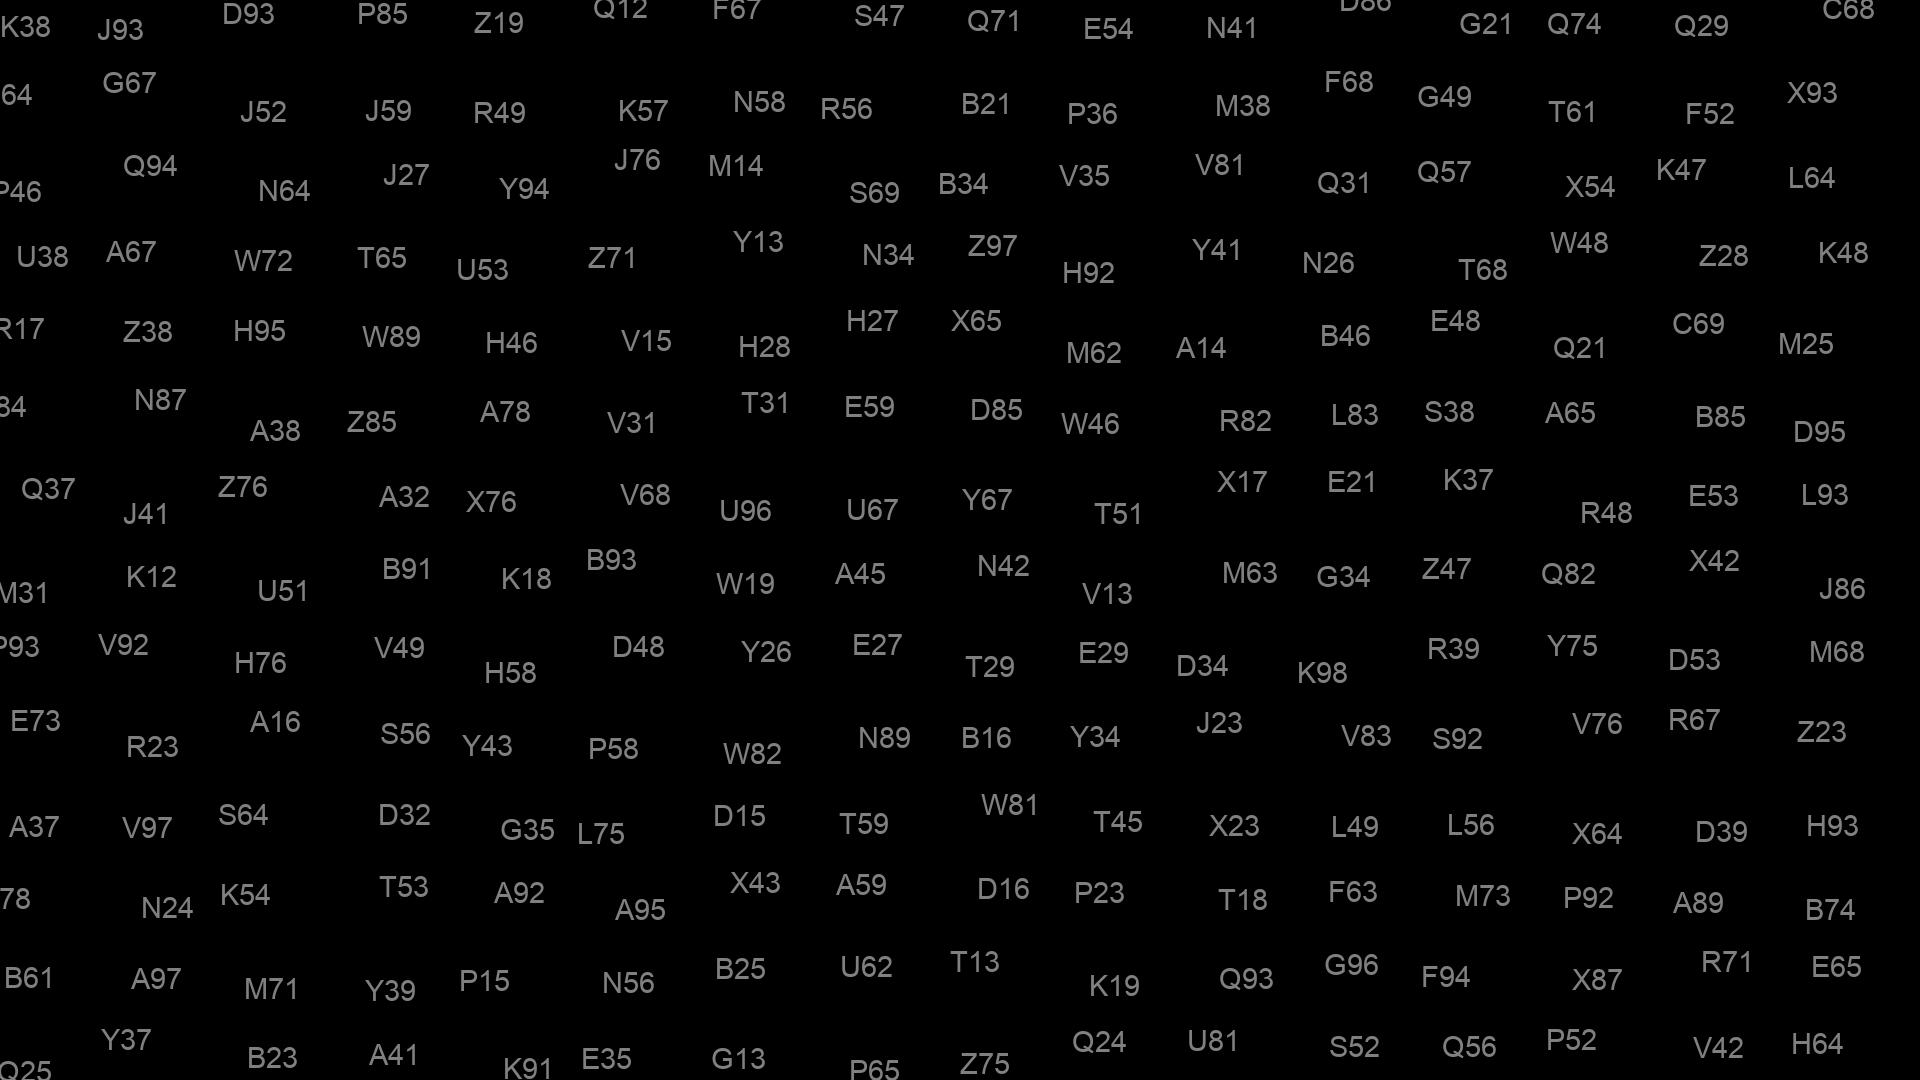 K38 J93 D93 P85 Z19 Q12 F67 S47 Q71 E54 N41 D86 G21 Q74 Q29 C68
64 G67 J52 J59 R49 K57 N58 R56 B21 P36 M38 F68 G49 T61 F52 X93
P46 Q94 N64 J27 Y94 J76 M14 S69 B34 V35 V81 Q31 Q57 X54 K47 L64
U38 A67 W72 T65 U53 Z71 Y13 N34 Z97 H92 Y41 N26 T68 W48 Z28 K48
R17 Z38 H95 W89 H46 V15 H28 H27 X65 M62 A14 B46 E48 Q21 C69 M25
84 N87 A38 Z85 A78 V31 T31 E59 D85 W46 R82 L83 S38 A65 B85 D95
Q37 J41 Z76 A32 X76 V68 U96 U67 Y67 T51 X17 E21 K37 R48 E53 L93
M31 K12 U51 B91 K18 B93 W19 A45 N42 V13 M63 G34 Z47 Q82 X42 J86
P93 V92 H76 V49 H58 D48 Y26 E27 T29 E29 D34 K98 R39 Y75 D53 M68
E73 R23 A16 S56 Y43 P58 W82 N89 B16 Y34 J23 V83 S92 V76 R67 Z23
A37 V97 S64 D32 G35 L75 D15 T59 W81 T45 X23 L49 L56 X64 D39 H93
78 N24 K54 T53 A92 A95 X43 A59 D16 P23 T18 F63 M73 P92 A89 B74
B61 A97 M71 Y39 P15 N56 B25 U62 T13 K19 Q93 G96 F94 X87 R71 E65
Q25 Y37 B23 A41 K91 E35 G13 P65 Z75 Q24 U81 S52 Q56 P52 V42 H64